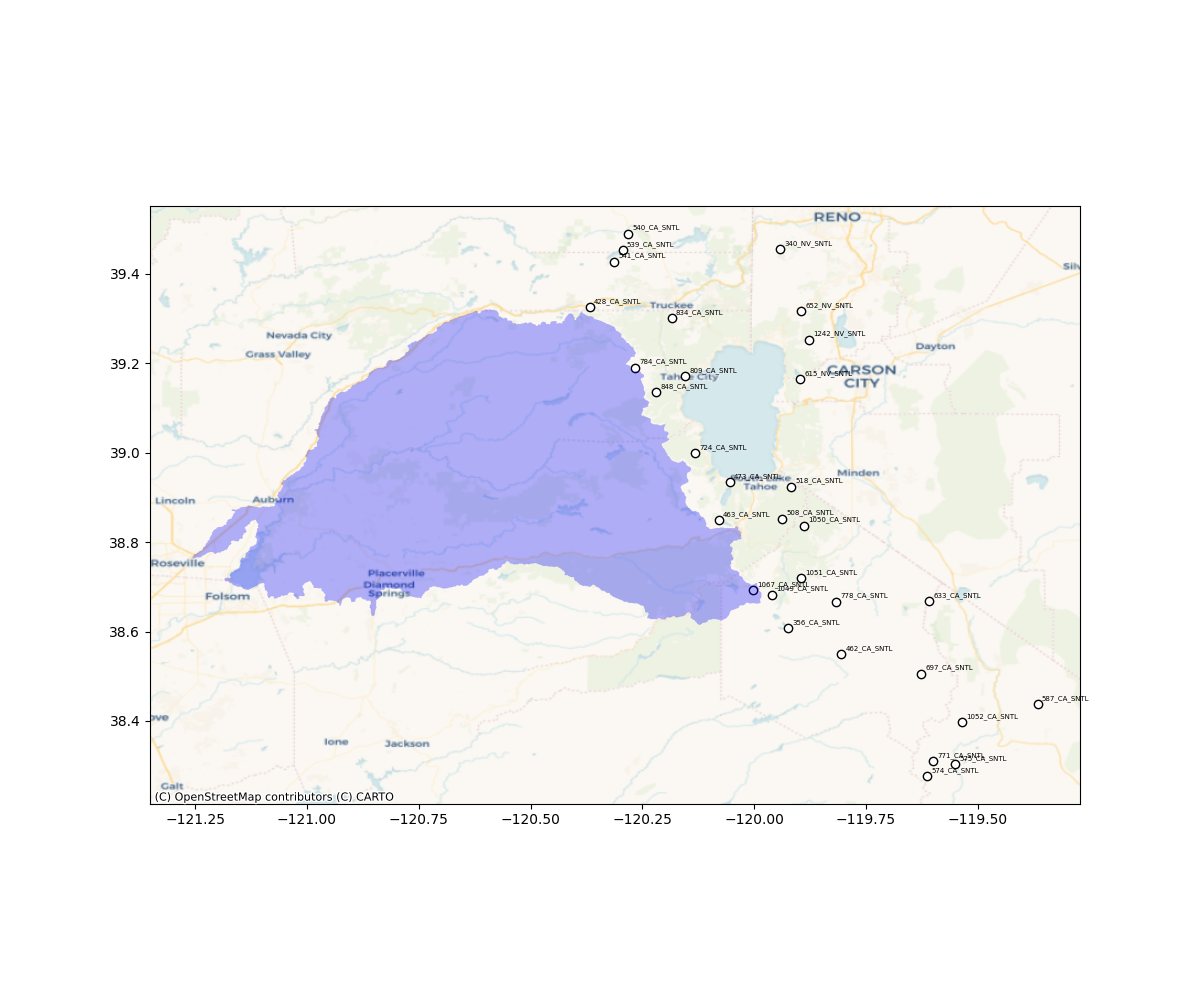 RENO
540_CA_SNTL
539_CA_SNTL
541_CA_SNTL
340_NV_SNTL
39.4
428_CA_SNTL
Truckee
834_CA_SNTL
652_NV_SNTL
1242_NV_SNTL
Nevada City
Grass Valley
Dayton
39.2
784_CA_SNTL
809_CA_SNTL
Tahoe City
848_CA_SNTL
615_NV_SNTL
CARSON
CITY
39.0
724_CA_SNTL
473_CA_SNTL
Tahoe
518_CA_SNTL
Minden
Lincoln
Auburn
463_CA_SNTL
508_CA_SNTL
1050_CA_SNTL
38.8
Roseville
Placerville
Diamond
Springs
Folsom
1051_CA_SNTL
1067_CA_SNTL
1049_CA_SNTL
778_CA_SNTL
633_CA_SNTL
38.6
356_CA_SNTL
462_CA_SNTL
697_CA_SNTL
587_CA_SNTL
38.4
1052_CA_SNTL
ove
Ione
Jackson
771_CA_SNTL
574_CA_SNTL
Galt
(C) OpenStreetMap contributors (C) CARTO
−121.25
−121.00
−120.75
−120.50
−120.25
−120.00
−119.75
−119.50